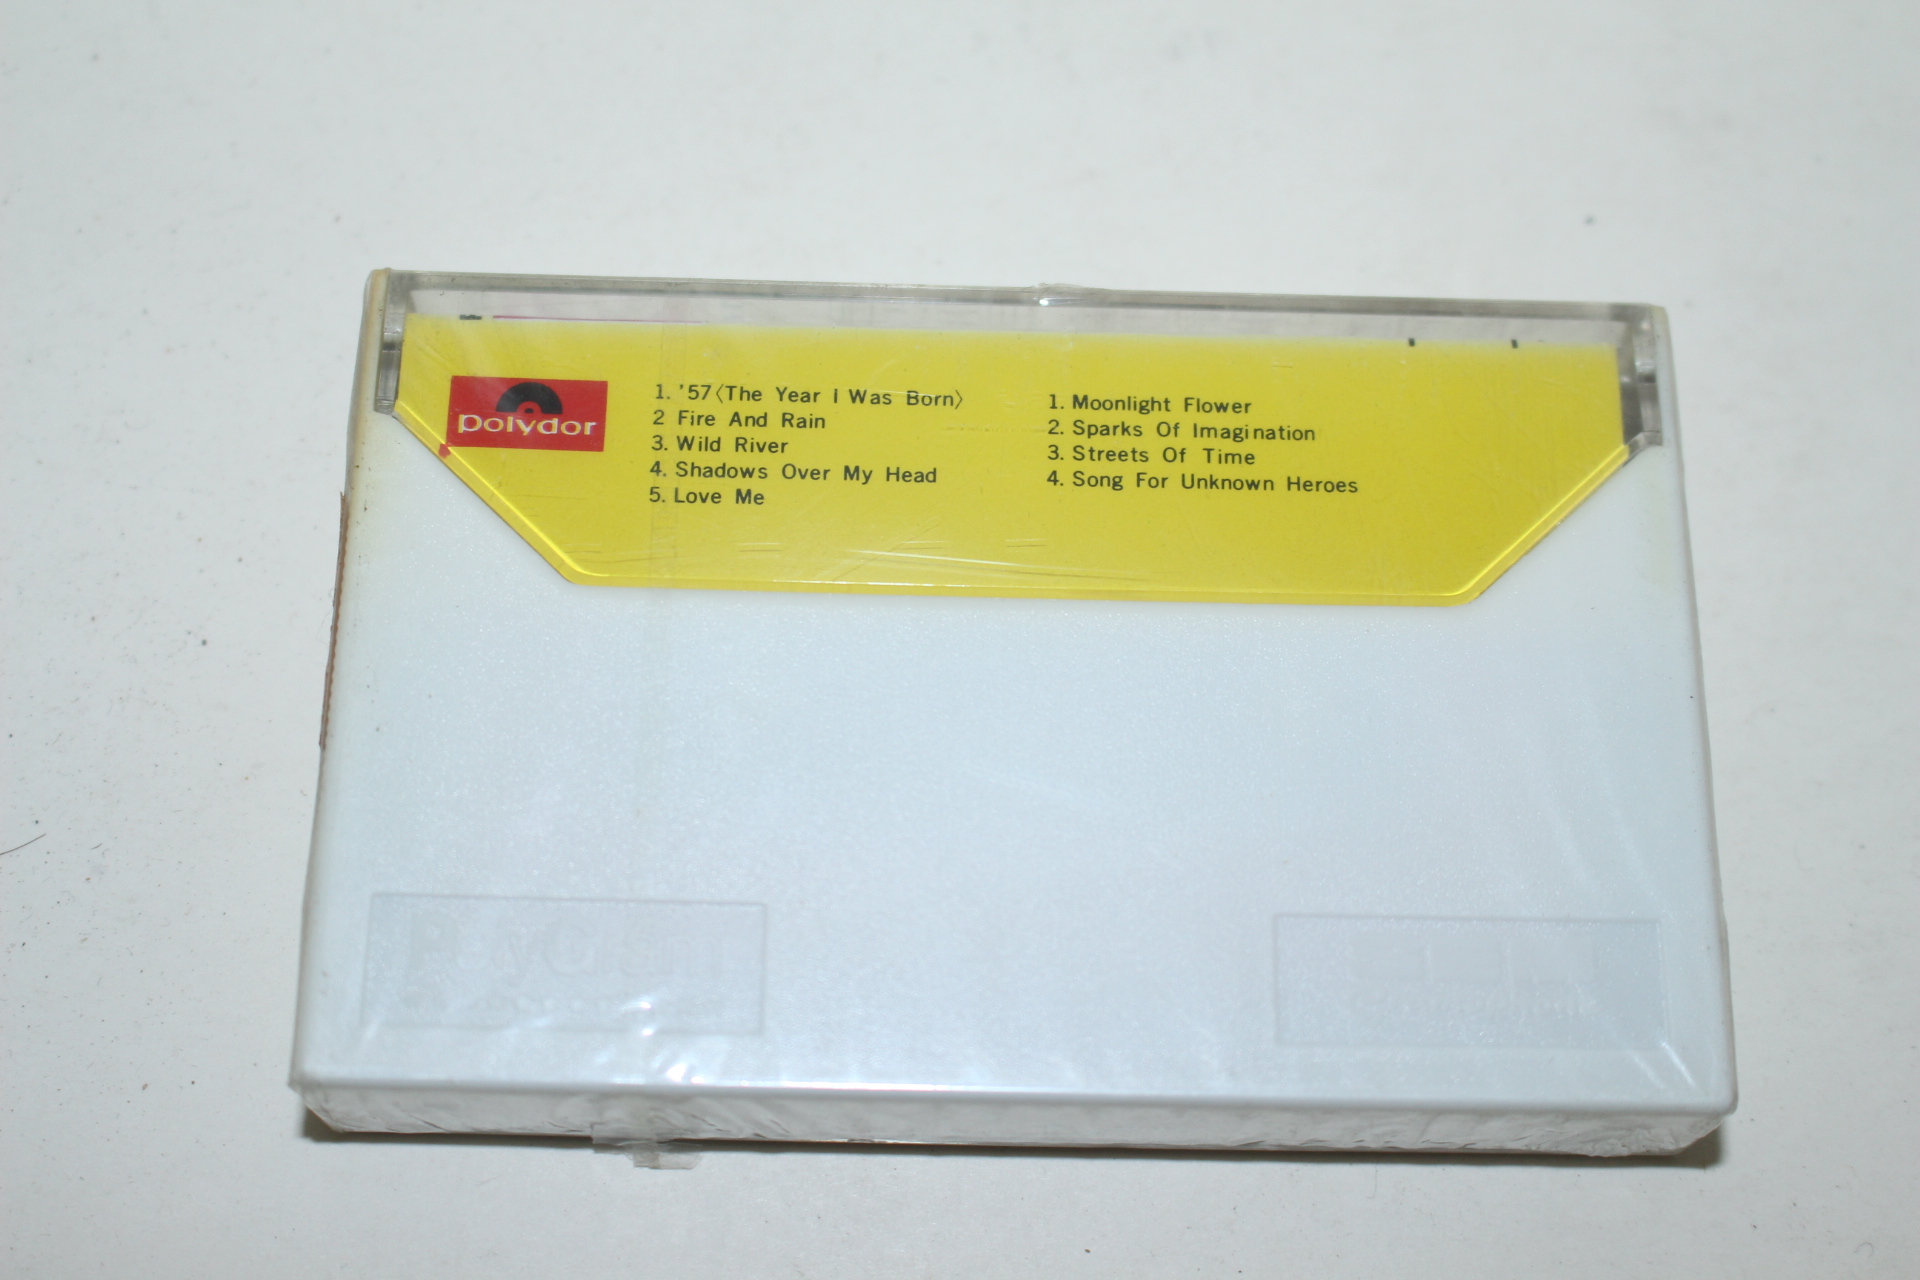 polydor
1. '57〈The Year I Was Born〉
2 Fire And Rain
3. Wild River
4. Shadows Over My Head
5. Love Me
1. Moonlight Flower
2. Sparks Of Imagination
3. Streets Of Time
4. Song For Unknown Heroes
PolyGram